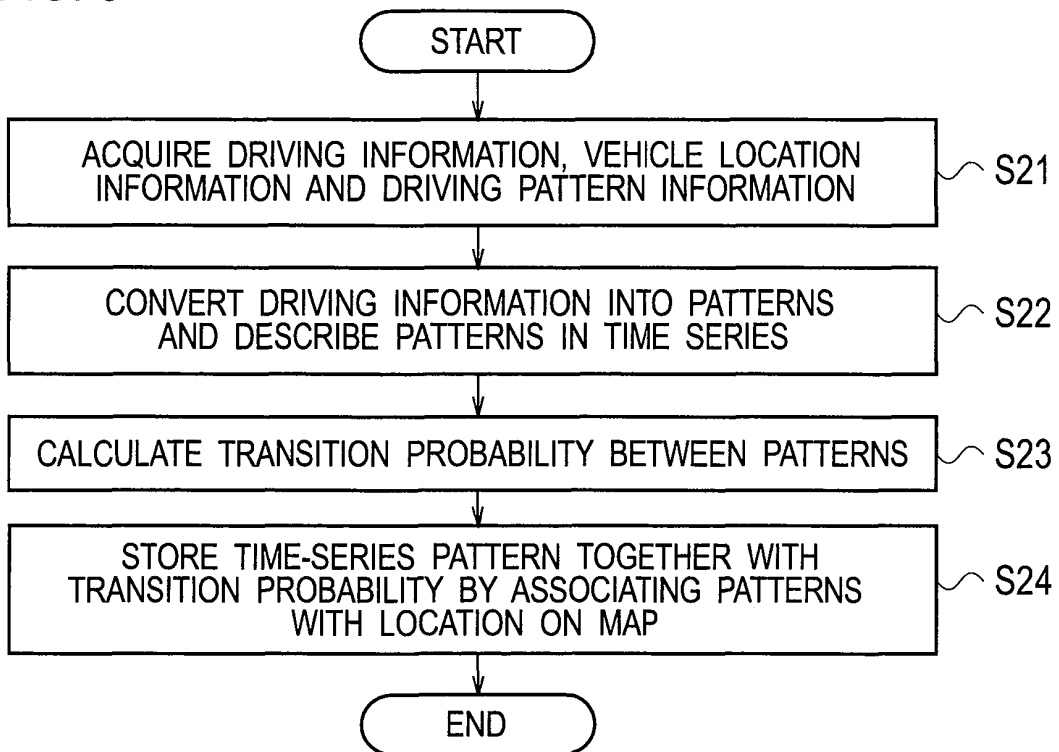 START
ACQUIRE DRIVING INFORMATION, VEHICLE LOCATION
INFORMATION AND DRIVING PATTERN INFORMATION
S21
CONVERT DRIVING INFORMATION INTO PATTERNS
AND DESCRIBE PATTERNS IN TIME SERIES
S22
CALCULATE TRANSITION PROBABILITY BETWEEN PATTERNS
S23
STORE TIME-SERIES PATTERN TOGETHER WITH
TRANSITION PROBABILITY BY ASSOCIATING PATTERNS
WITH LOCATION ON MAP
S24
END